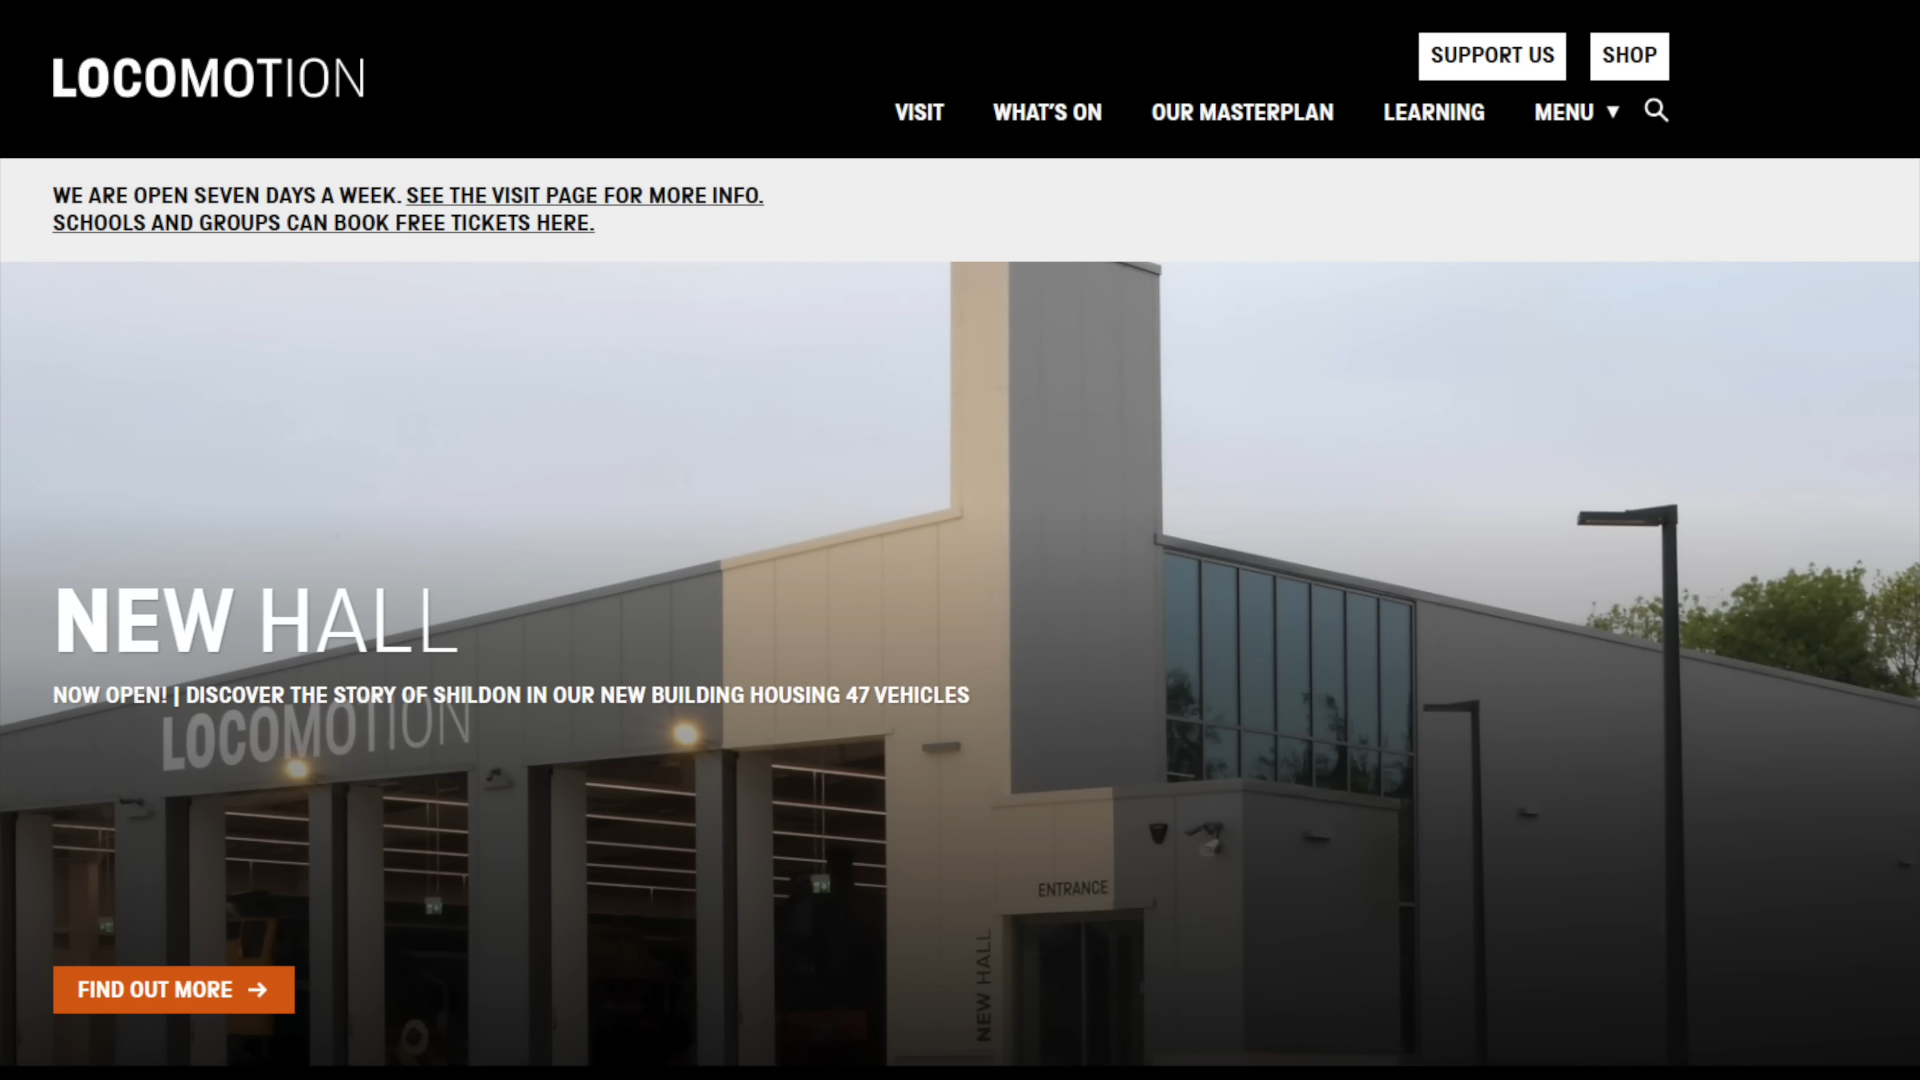 LOCOMOTION
SUPPORT US
SHOP
VISIT
WHAT'S ON
OUR MASTERPLAN
LEARNING
MENU ▼
WE ARE OPEN SEVEN DAYS A WEEK. SEE THE VISIT PAGE FOR MORE INFO.
SCHOOLS AND GROUPS CAN BOOK FREE TICKETS HERE.
NEW HALL
NOW OPEN! | DISCOVER THE STORY OF SHILDON IN OUR NEW BUILDING HOUSING 47 VEHICLES
LOCOMOTION
ENTRANCE
NEW HALL
FIND OUT MORE →